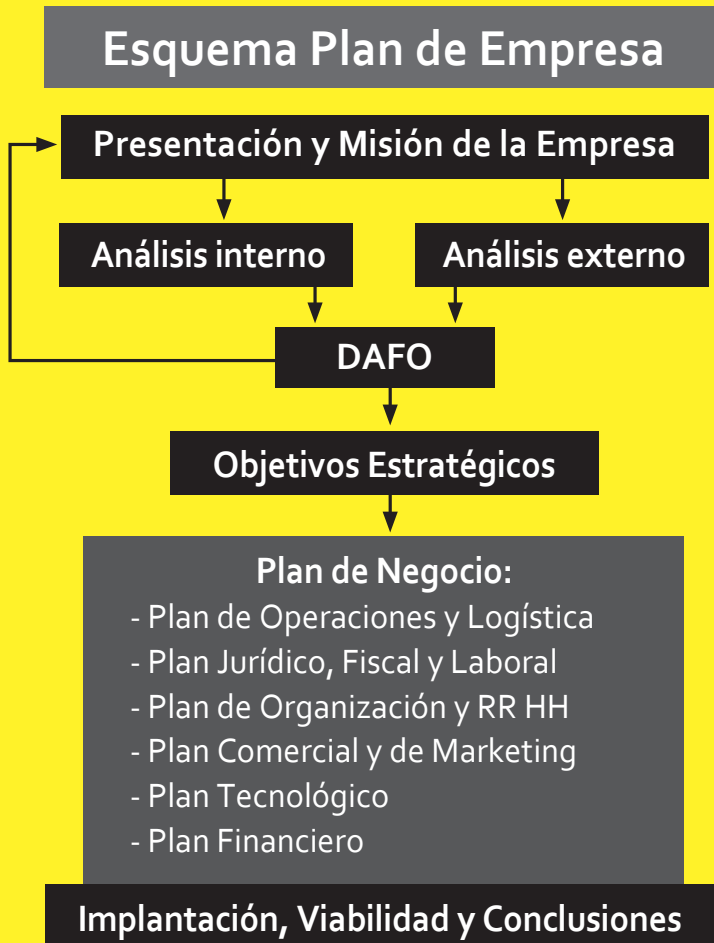 Esquema Plan de Empresa
Presentación y Misión de la Empresa
Análisis interno
Análisis externo
DAFO
Objetivos Estratégicos
Plan de Negocio:
- Plan de Operaciones y Logística
- Plan Jurídico, Fiscal y Laboral
- Plan de Organización y RR HH
- Plan Comercial y de Marketing
- Plan Tecnológico
- Plan Financiero
Implantación, Viabilidad y Conclusiones